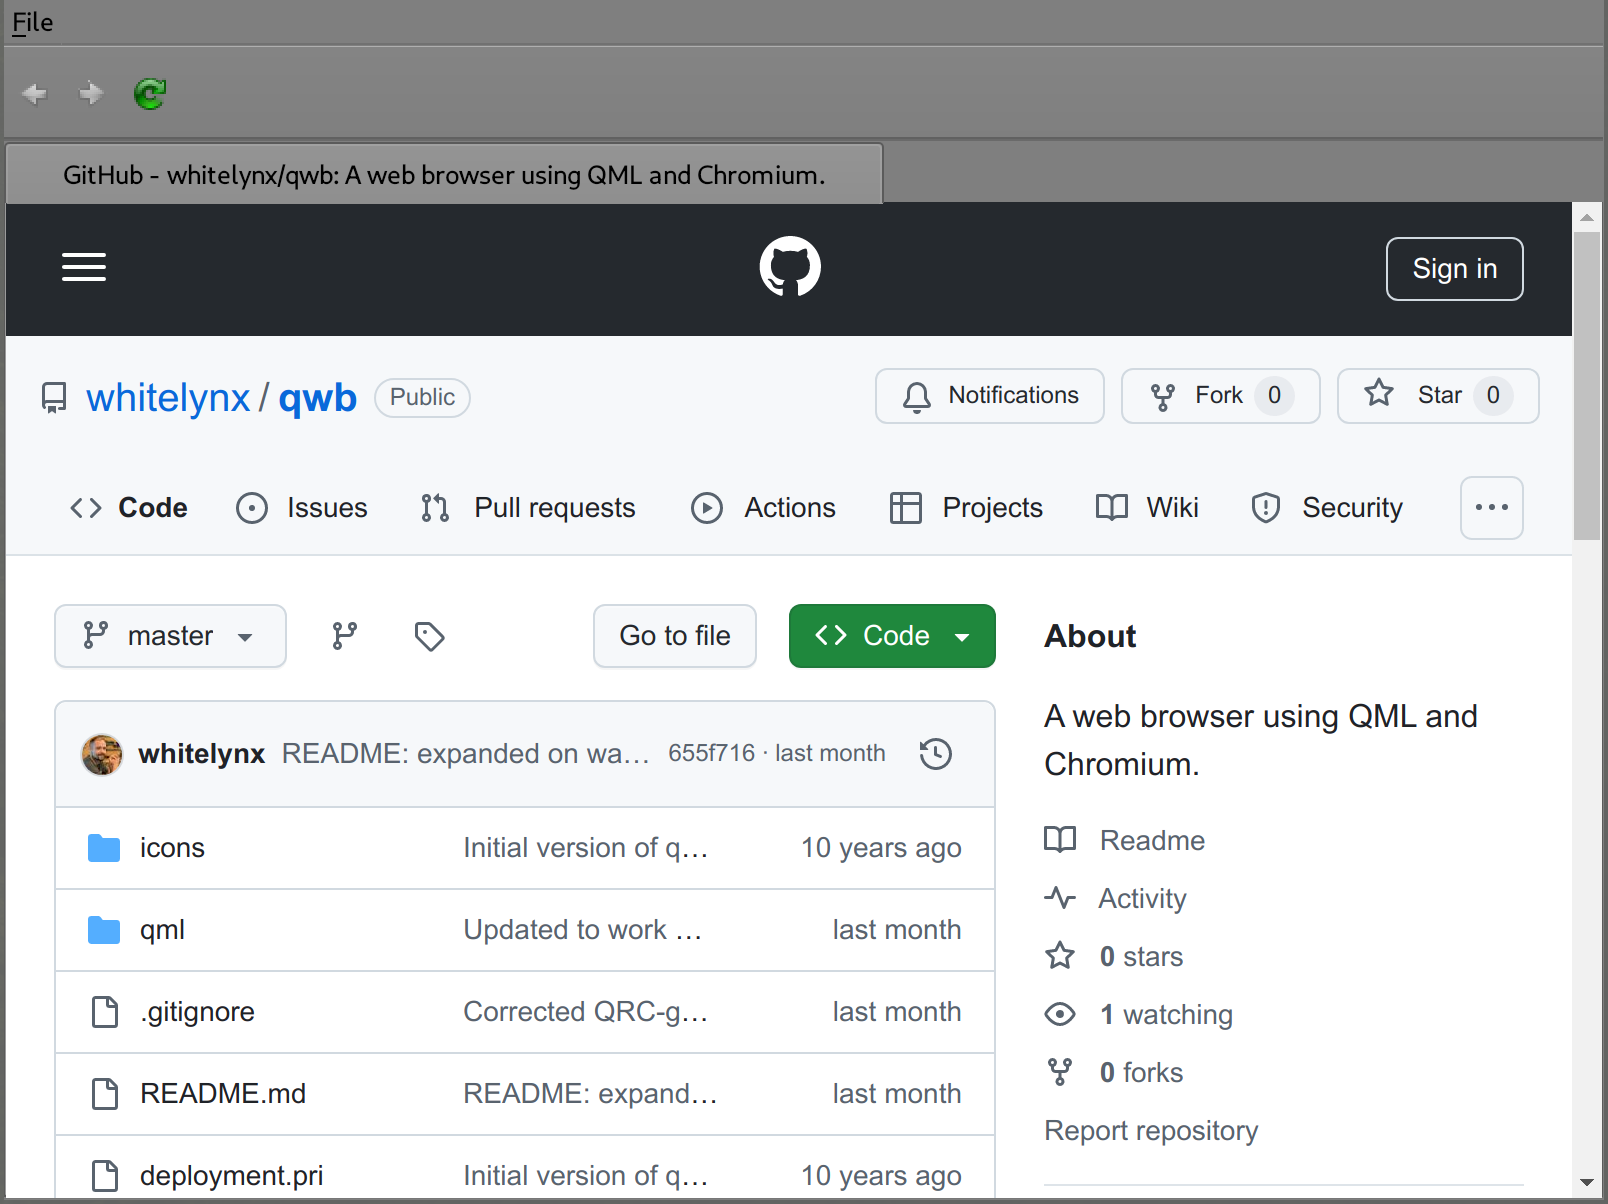 File
GitHub - whitelynx/qwb: A web browser using QML and Chromium.
Sign in
whitelynx / qwb Public
Notifications Fork 0 Star 0
Code Issues Pull requests Actions Projects Wiki Security
master Go to file Code
whitelynx README: expanded on wa… 655f716 · last month
icons Initial version of q… 10 years ago
qml Updated to work … last month
.gitignore Corrected QRC-g… last month
README.md README: expand… last month
deployment.pri Initial version of q… 10 years ago
About
A web browser using QML and
Chromium.
Readme
Activity
0 stars
1 watching
0 forks
Report repository